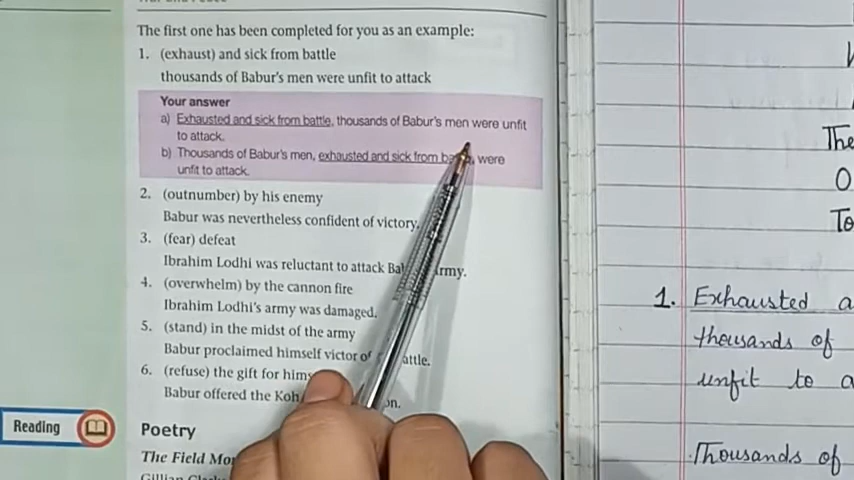 The first one has been completed for you as an example:
1. (exhaust) and sick from battle
thousands of Babur's men were unfit to attack
Your answer
a) Exhausted and sick from battle, thousands of Babur's men were unfit
to attack.
b) Thousands of Babur's men, exhausted and sick from , were
unfit to attack.
2. (outnumber) by his enemy
Babur was nevertheless confident of victory.
3. (fear) defeat
Ibrahim Lodhi was reluctant to attack
4. (overwhelm) by the cannon fire
Ibrahim Lodhi's army was damaged.
5. (stand) in the midst of the army
Babur proclaimed himself victor
6. (refuse) the gift for
Babur offered the
Reading
Poetry
The Field
The
O
To
1. Exhausted a
thousands of
unfit to a
Thousands of